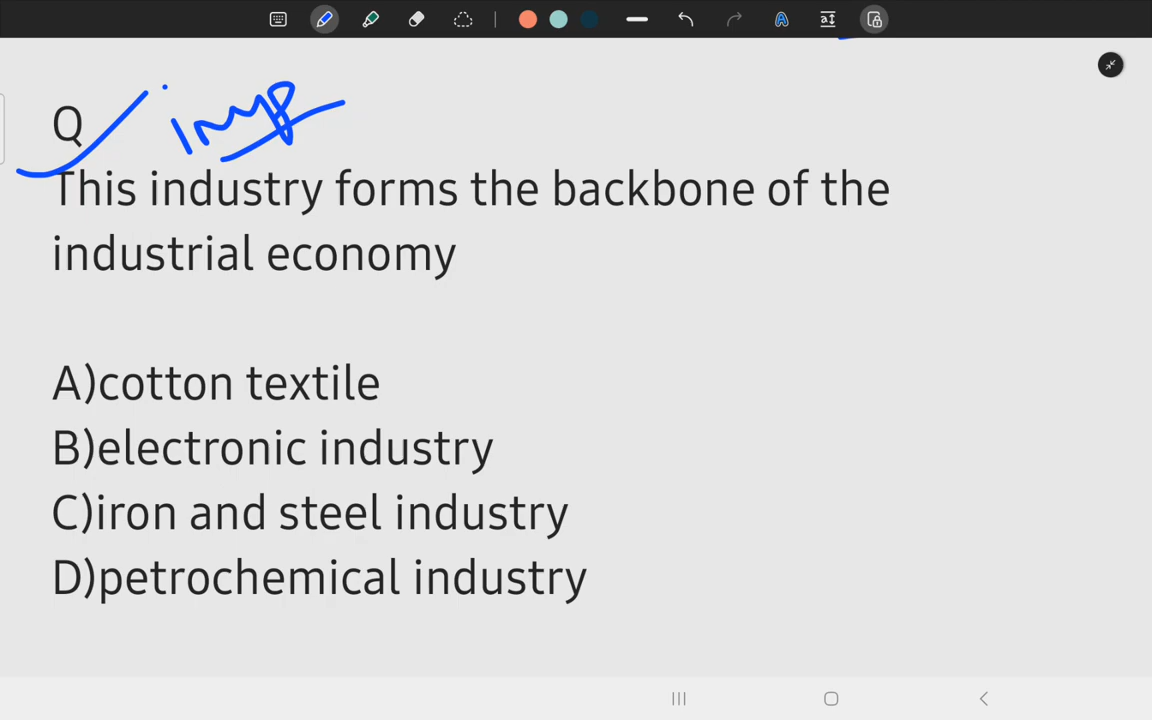 Q imp
This industry forms the backbone of the
industrial economy
A)cotton textile
B)electronic industry
C)iron and steel industry
D)petrochemical industry